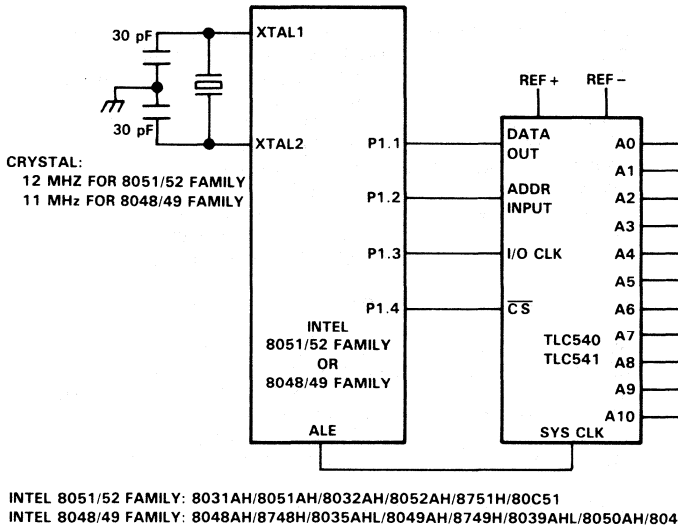 30 pF
XTAL1
REF+ REF−
30 pF
XTAL2
P1.1
DATA
OUT
A0
CRYSTAL:
12 MHZ FOR 8051/52 FAMILY
11 MHz FOR 8048/49 FAMILY
A1
P1.2
ADDR
INPUT
A2
A3
P1.3
I/O CLK
A4
A5
P1.4
CS
A6
INTEL
8051/52 FAMILY
OR
8048/49 FAMILY
TLC540
TLC541
A7
A8
A9
A10
ALE
SYS CLK
INTEL 8051/52 FAMILY: 8031AH/8051AH/8032AH/8052AH/8751H/80C51
INTEL 8048/49 FAMILY: 8048AH/8748H/8035AHL/8049AH/8749H/8039AHL/8050AH/804